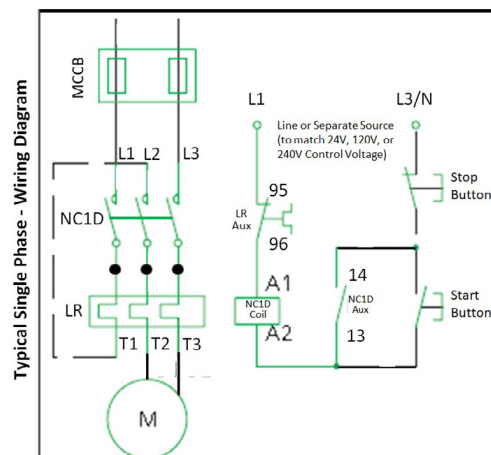 Typical Single Phase - Wiring Diagram
MCCB
L1 L2 L3
NC1D
LR
T1 T2 T3
M
L1 L3/N
Line or Separate Source
(to match 24V, 120V, or
240V Control Voltage)
Stop
Button
95
LR
Aux
96
A1
NC1D
Coil
A2
14
NC1D
Aux
13
Start
Button